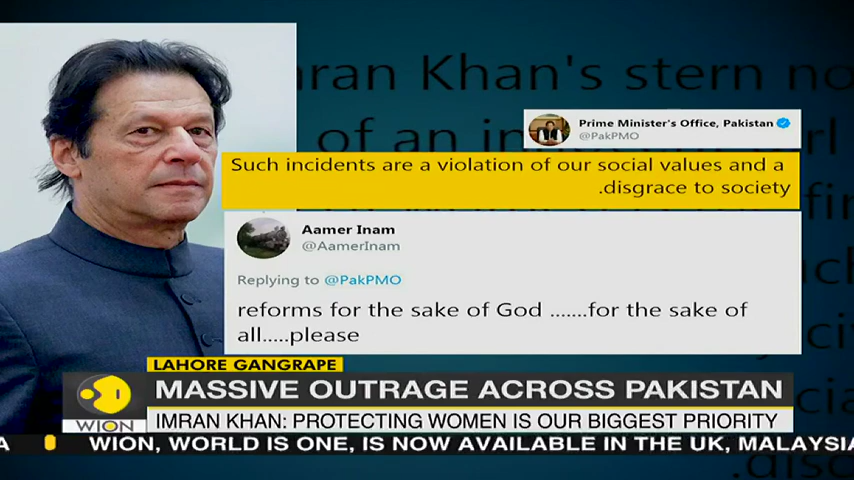 mran Khan's stern no
of an in
Prime Minister's Office, Pakistan
@PakPMO
Such incidents are a violation of our social values and a
.disgrace to society
Aamer Inam
@AamerInam
Replying to @PakPMO
reforms for the sake of God .......for the sake of
all.....please
LAHORE GANGRAPE
MASSIVE OUTRAGE ACROSS PAKISTAN
IMRAN KHAN: PROTECTING WOMEN IS OUR BIGGEST PRIORITY
WION
WION, WORLD IS ONE, IS NOW AVAILABLE IN THE UK, MALAYSIA